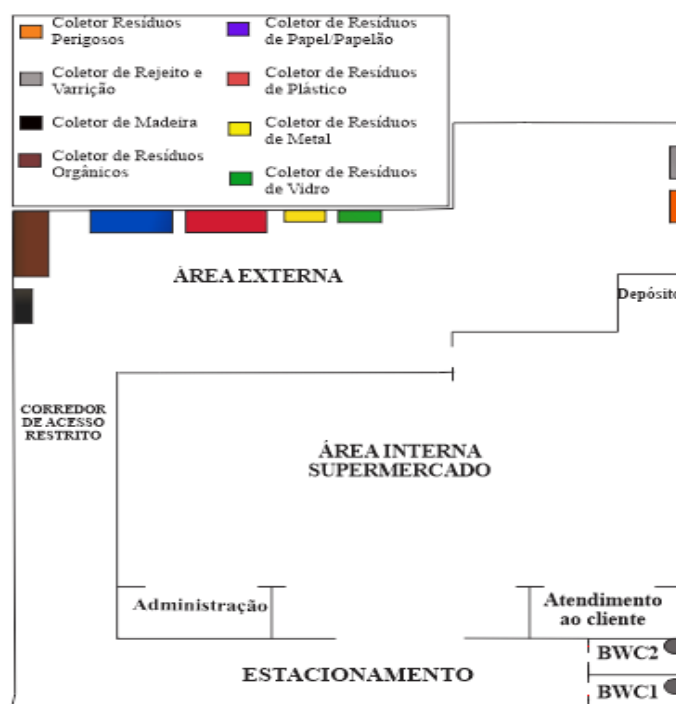 Coletor Resíduos
Perigosos
Coletor de Rejeito e
Varrição
Coletor de Madeira
Coletor de Resíduos
Orgânicos
Coletor de Resíduos
de Papel/Papelão
Coletor de Resíduos
de Plástico
Coletor de Resíduos
de Metal
Coletor de Resíduos
de Vidro
ÁREA EXTERNA
Depósito
CORREDOR
DE ACESSO
RESTRITO
ÁREA INTERNA
SUPERMERCADO
Administração
Atendimento
ao cliente
BWC2
ESTACIONAMENTO
BWC1